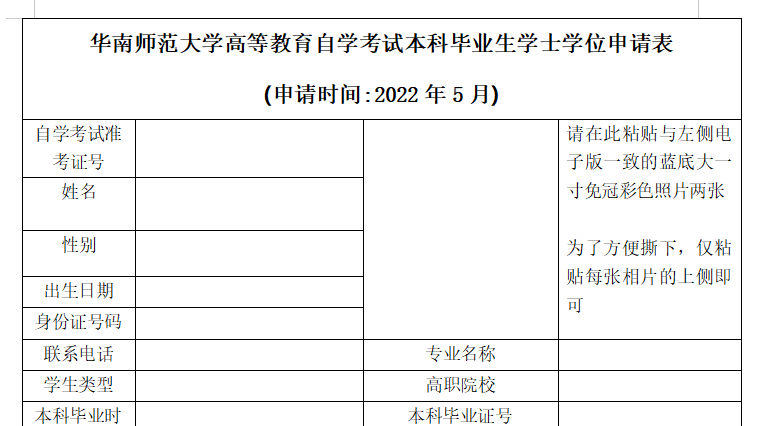 华南师范大学高等教育自学考试本科毕业生学士学位申请表
(申请时间:2022 年 5 月)
自学考试准
考证号
请在此粘贴与左侧电
子版一致的蓝底大一
寸免冠彩色照片两张
姓名
性别
为了方便撕下，仅粘
贴每张相片的上侧即
可
出生日期
身份证号码
联系电话
专业名称
学生类型
高职院校
本科毕业时
本科毕业证号